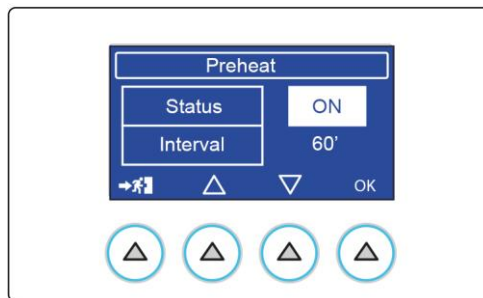 Preheat
Status ON
Interval 60’
OK